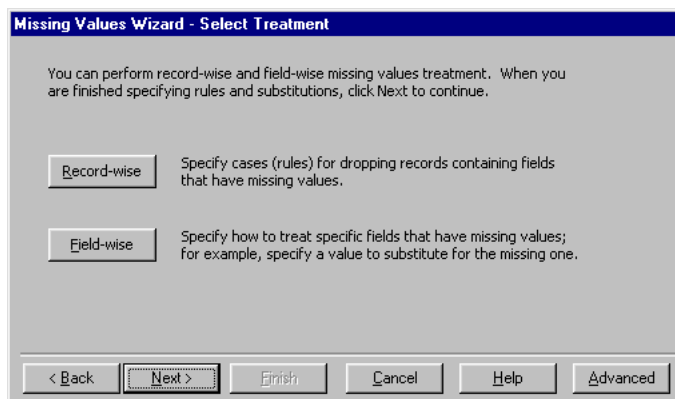 Missing Values Wizard - Select Treatment
You can perform record-wise and field-wise missing values treatment. When you
are finished specifying rules and substitutions, click Next to continue.
Record-wise
Specify cases (rules) for dropping records containing fields
that have missing values.
Field-wise
Specify how to treat specific fields that have missing values;
for example, specify a value to substitute for the missing one.
< Back Next > Finish Cancel Help Advanced